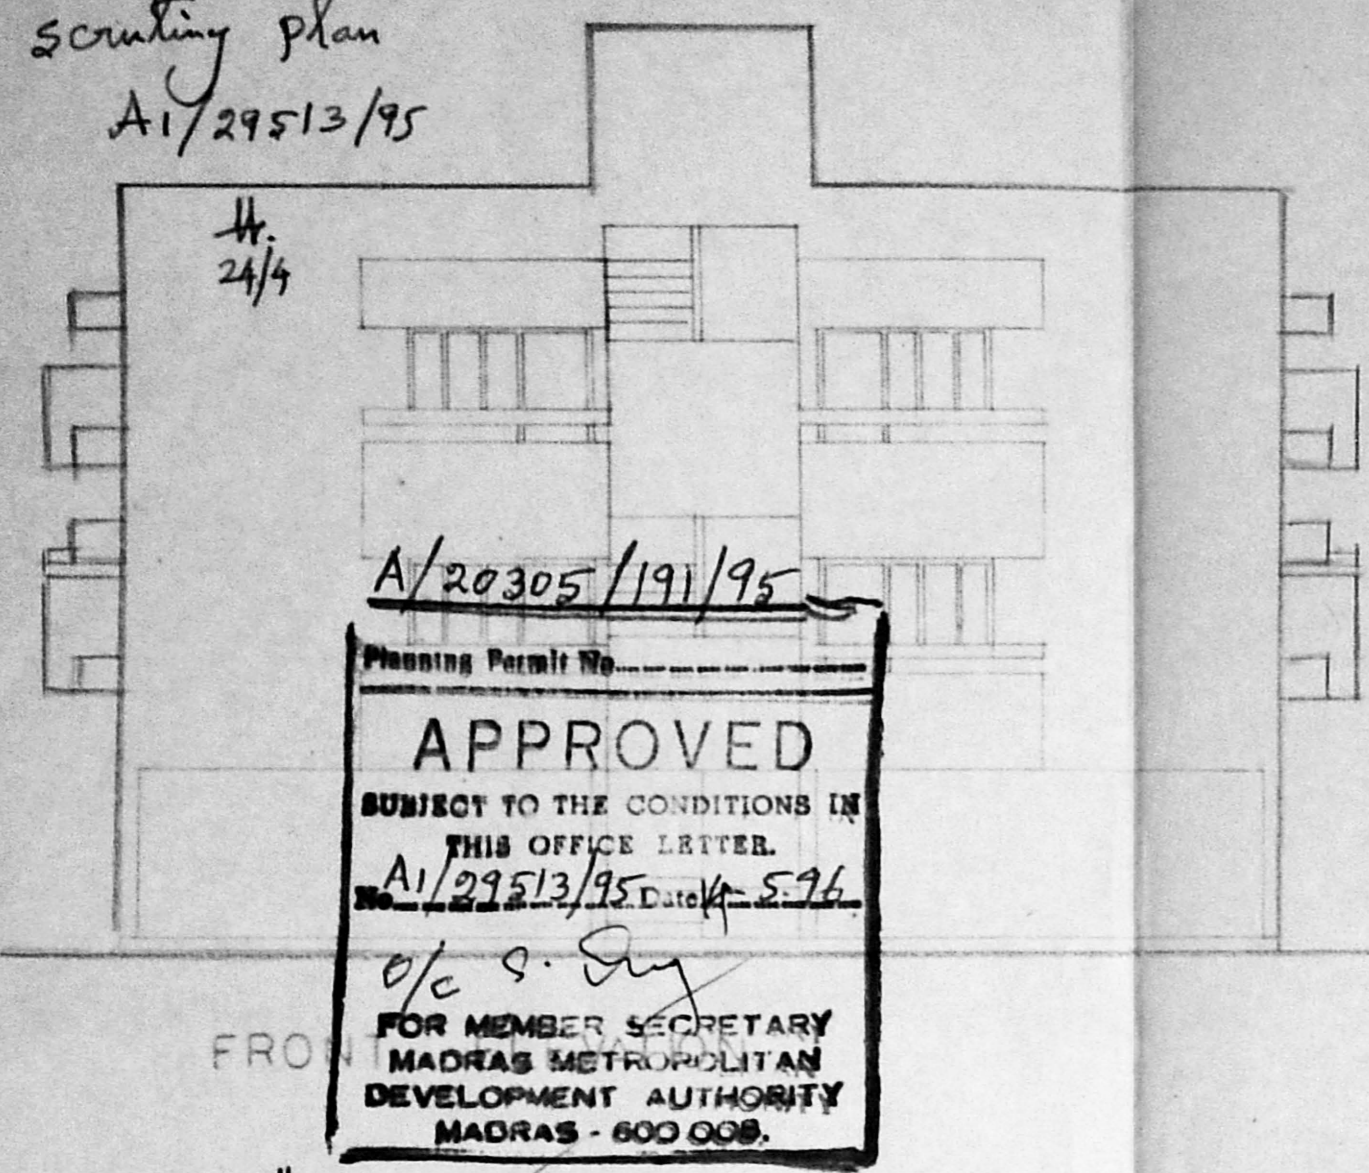 scruting plan
A1/29513/95
24/4
A/20305/191/95
Planning Permit No
APPROVED
SUBJECT TO THE CONDITIONS IN
THIS OFFICE LETTER.
No A1/29513/95 Date 5.96
O/C S.
FOR MEMBER SECRETARY
FRONT ELEVATION
MADRAS METROPOLITAN
DEVELOPMENT AUTHORITY
MADRAS - 600 008.